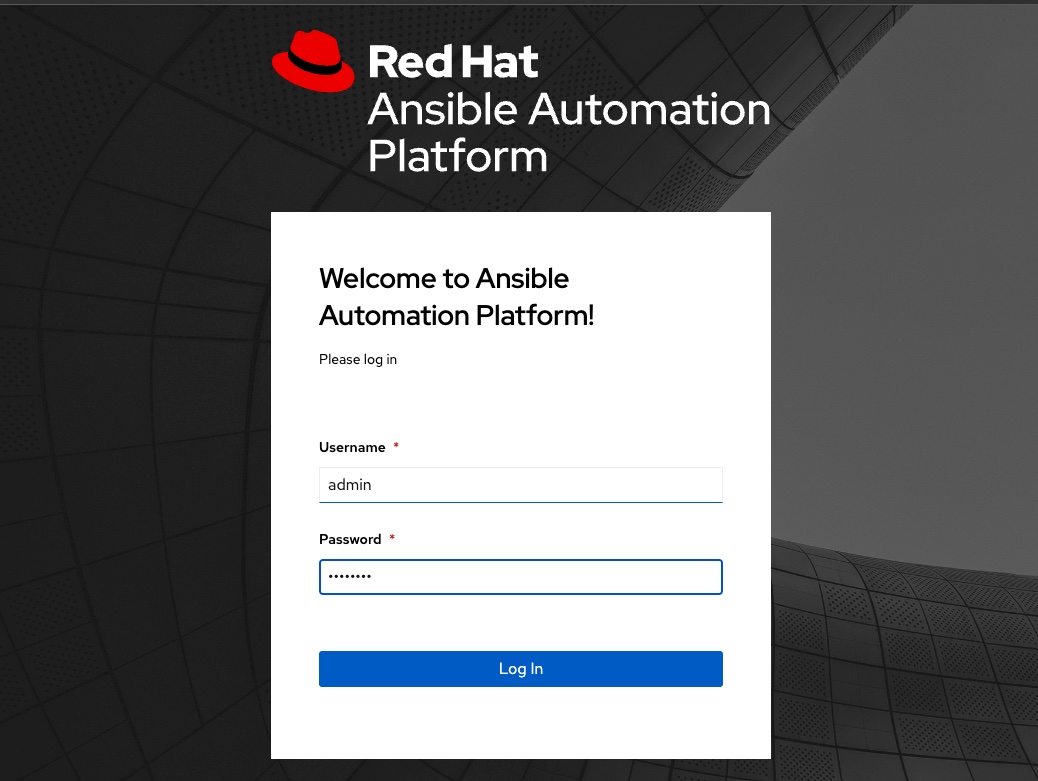 Red Hat
Ansible Automation
Platform
Welcome to Ansible
Automation Platform!
Please log in
Username *
admin
Password *
••••••••
Log In